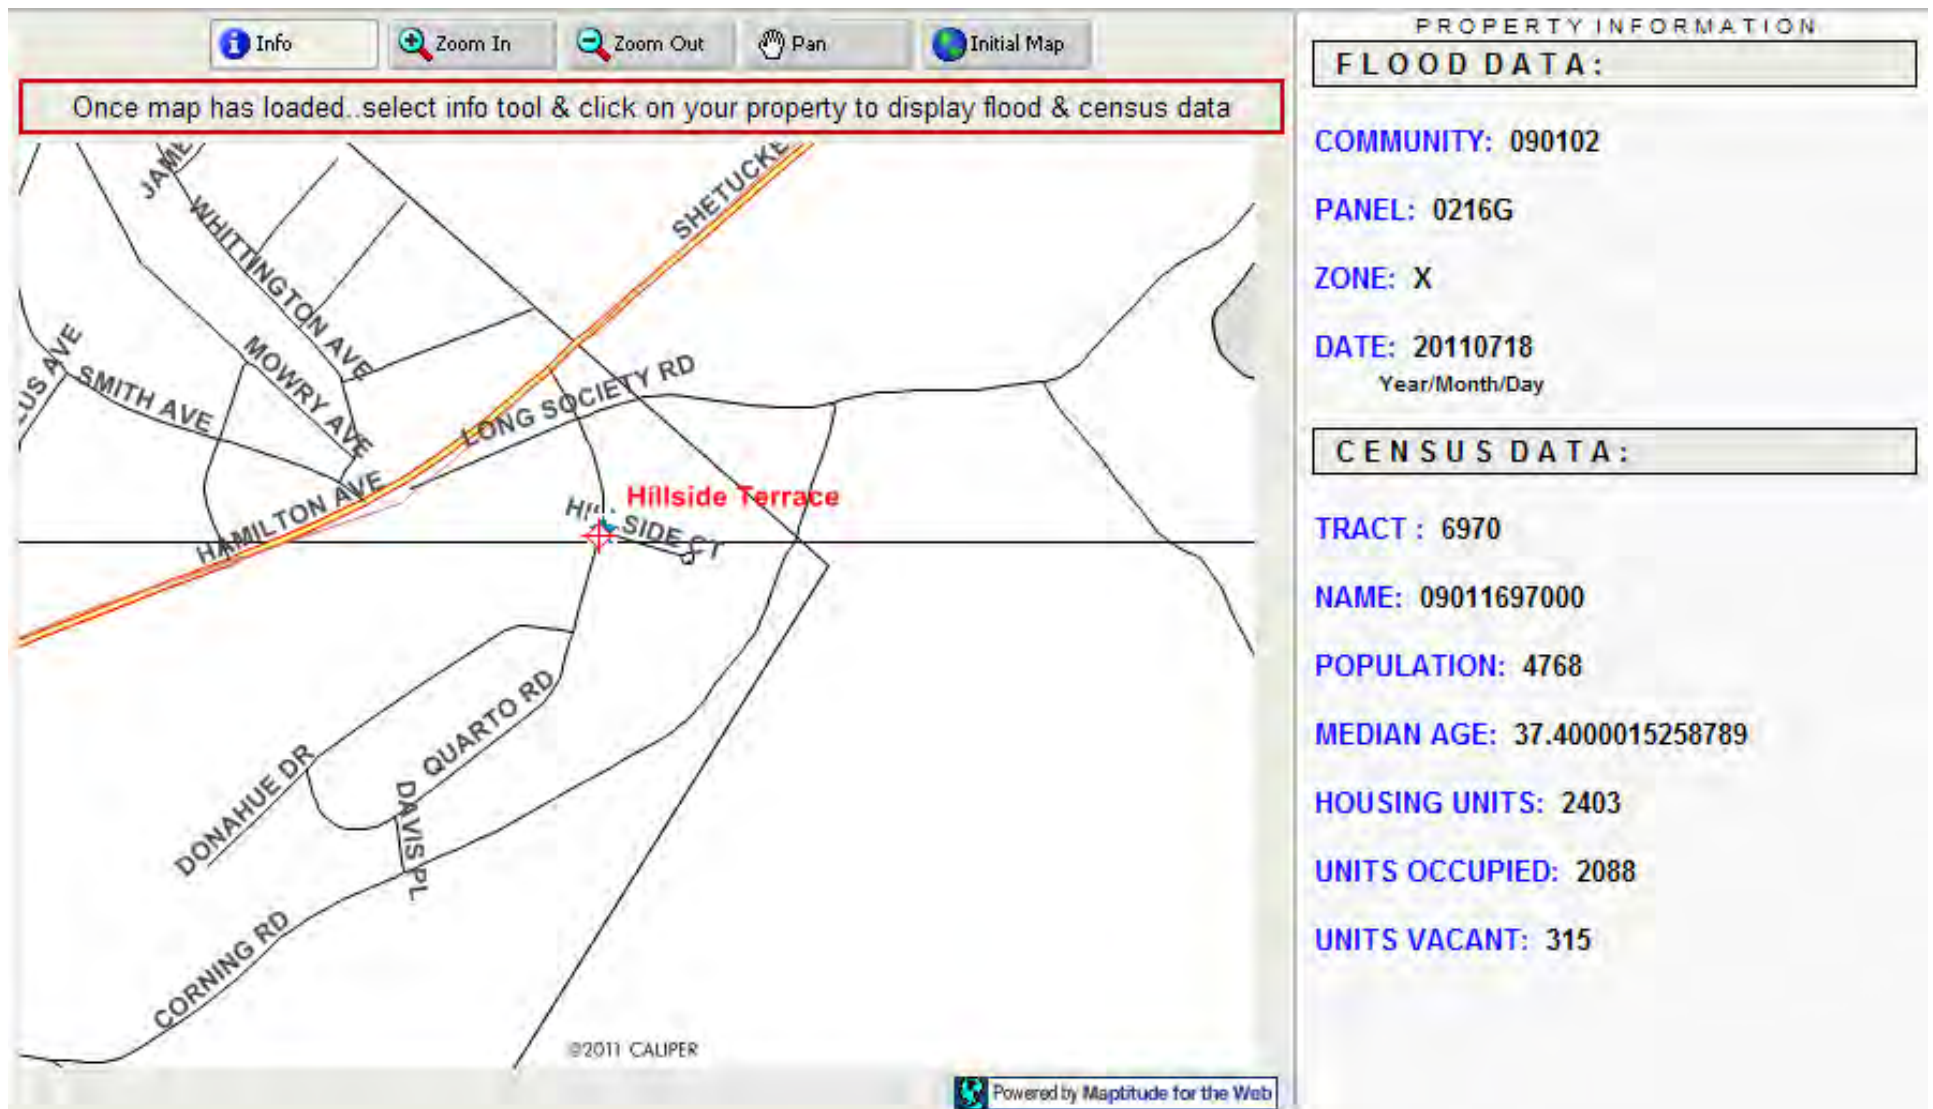 Info
Zoom In
Zoom Out
Pan
Initial Map
Once map has loaded..select info tool & click on your property to display flood & census data
JAME
WHITTINGTON AVE
SHETUCKE
MOWRY AVE
LUS AVE
SMITH AVE
LONG SOCIETY RD
HAMILTON AVE
Hillside Terrace
SIDE CT
QUARTO RD
DONAHUE DR
DAVIS PL
CORNING RD
©2011 CALIPER
Powered by Maptitude for the Web
PROPERTY INFORMATION
FLOOD DATA:
COMMUNITY: 090102
PANEL: 0216G
ZONE: X
DATE: 20110718
Year/Month/Day
CENSUS DATA:
TRACT : 6970
NAME: 09011697000
POPULATION: 4768
MEDIAN AGE: 37.4000015258789
HOUSING UNITS: 2403
UNITS OCCUPIED: 2088
UNITS VACANT: 315